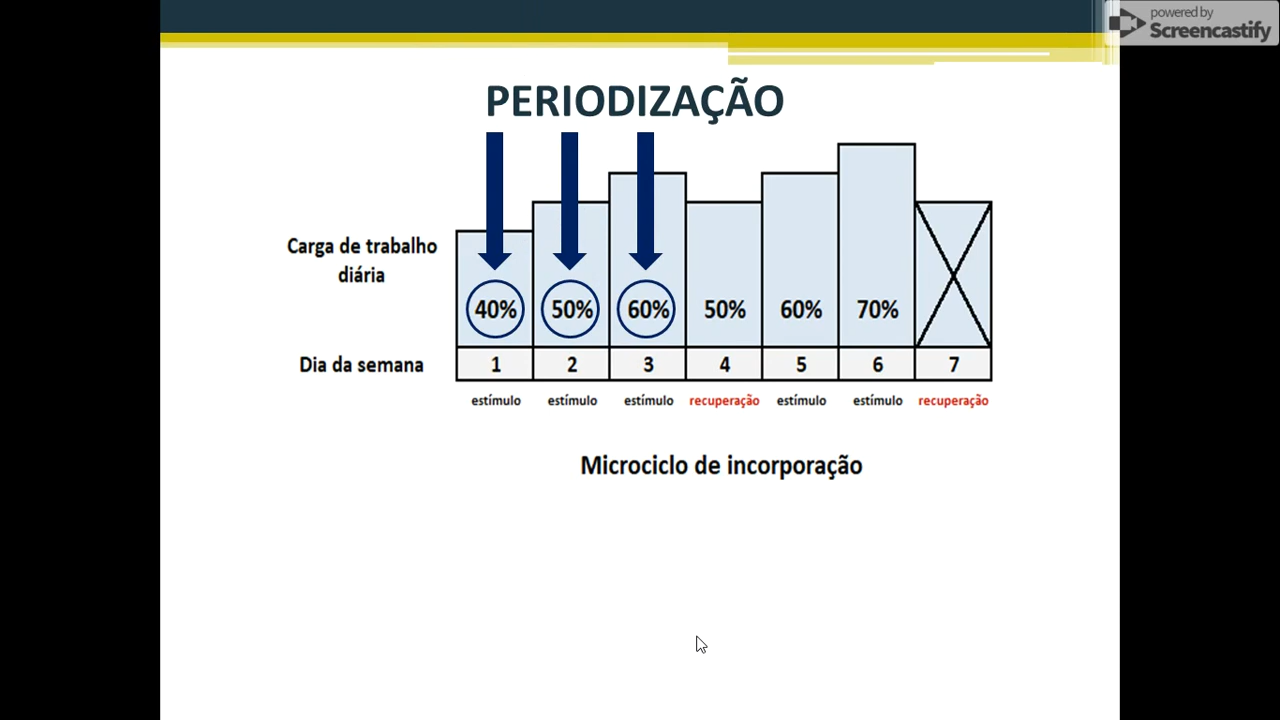 powered by
Screencastify
PERIODIZAÇÃO
Carga de trabalho
diária
40% 50% 60% 50% 60% 70%
Dia da semana 1 2 3 4 5 6 7
estímulo estímulo estímulo recuperação estímulo estímulo recuperação
Microciclo de incorporação